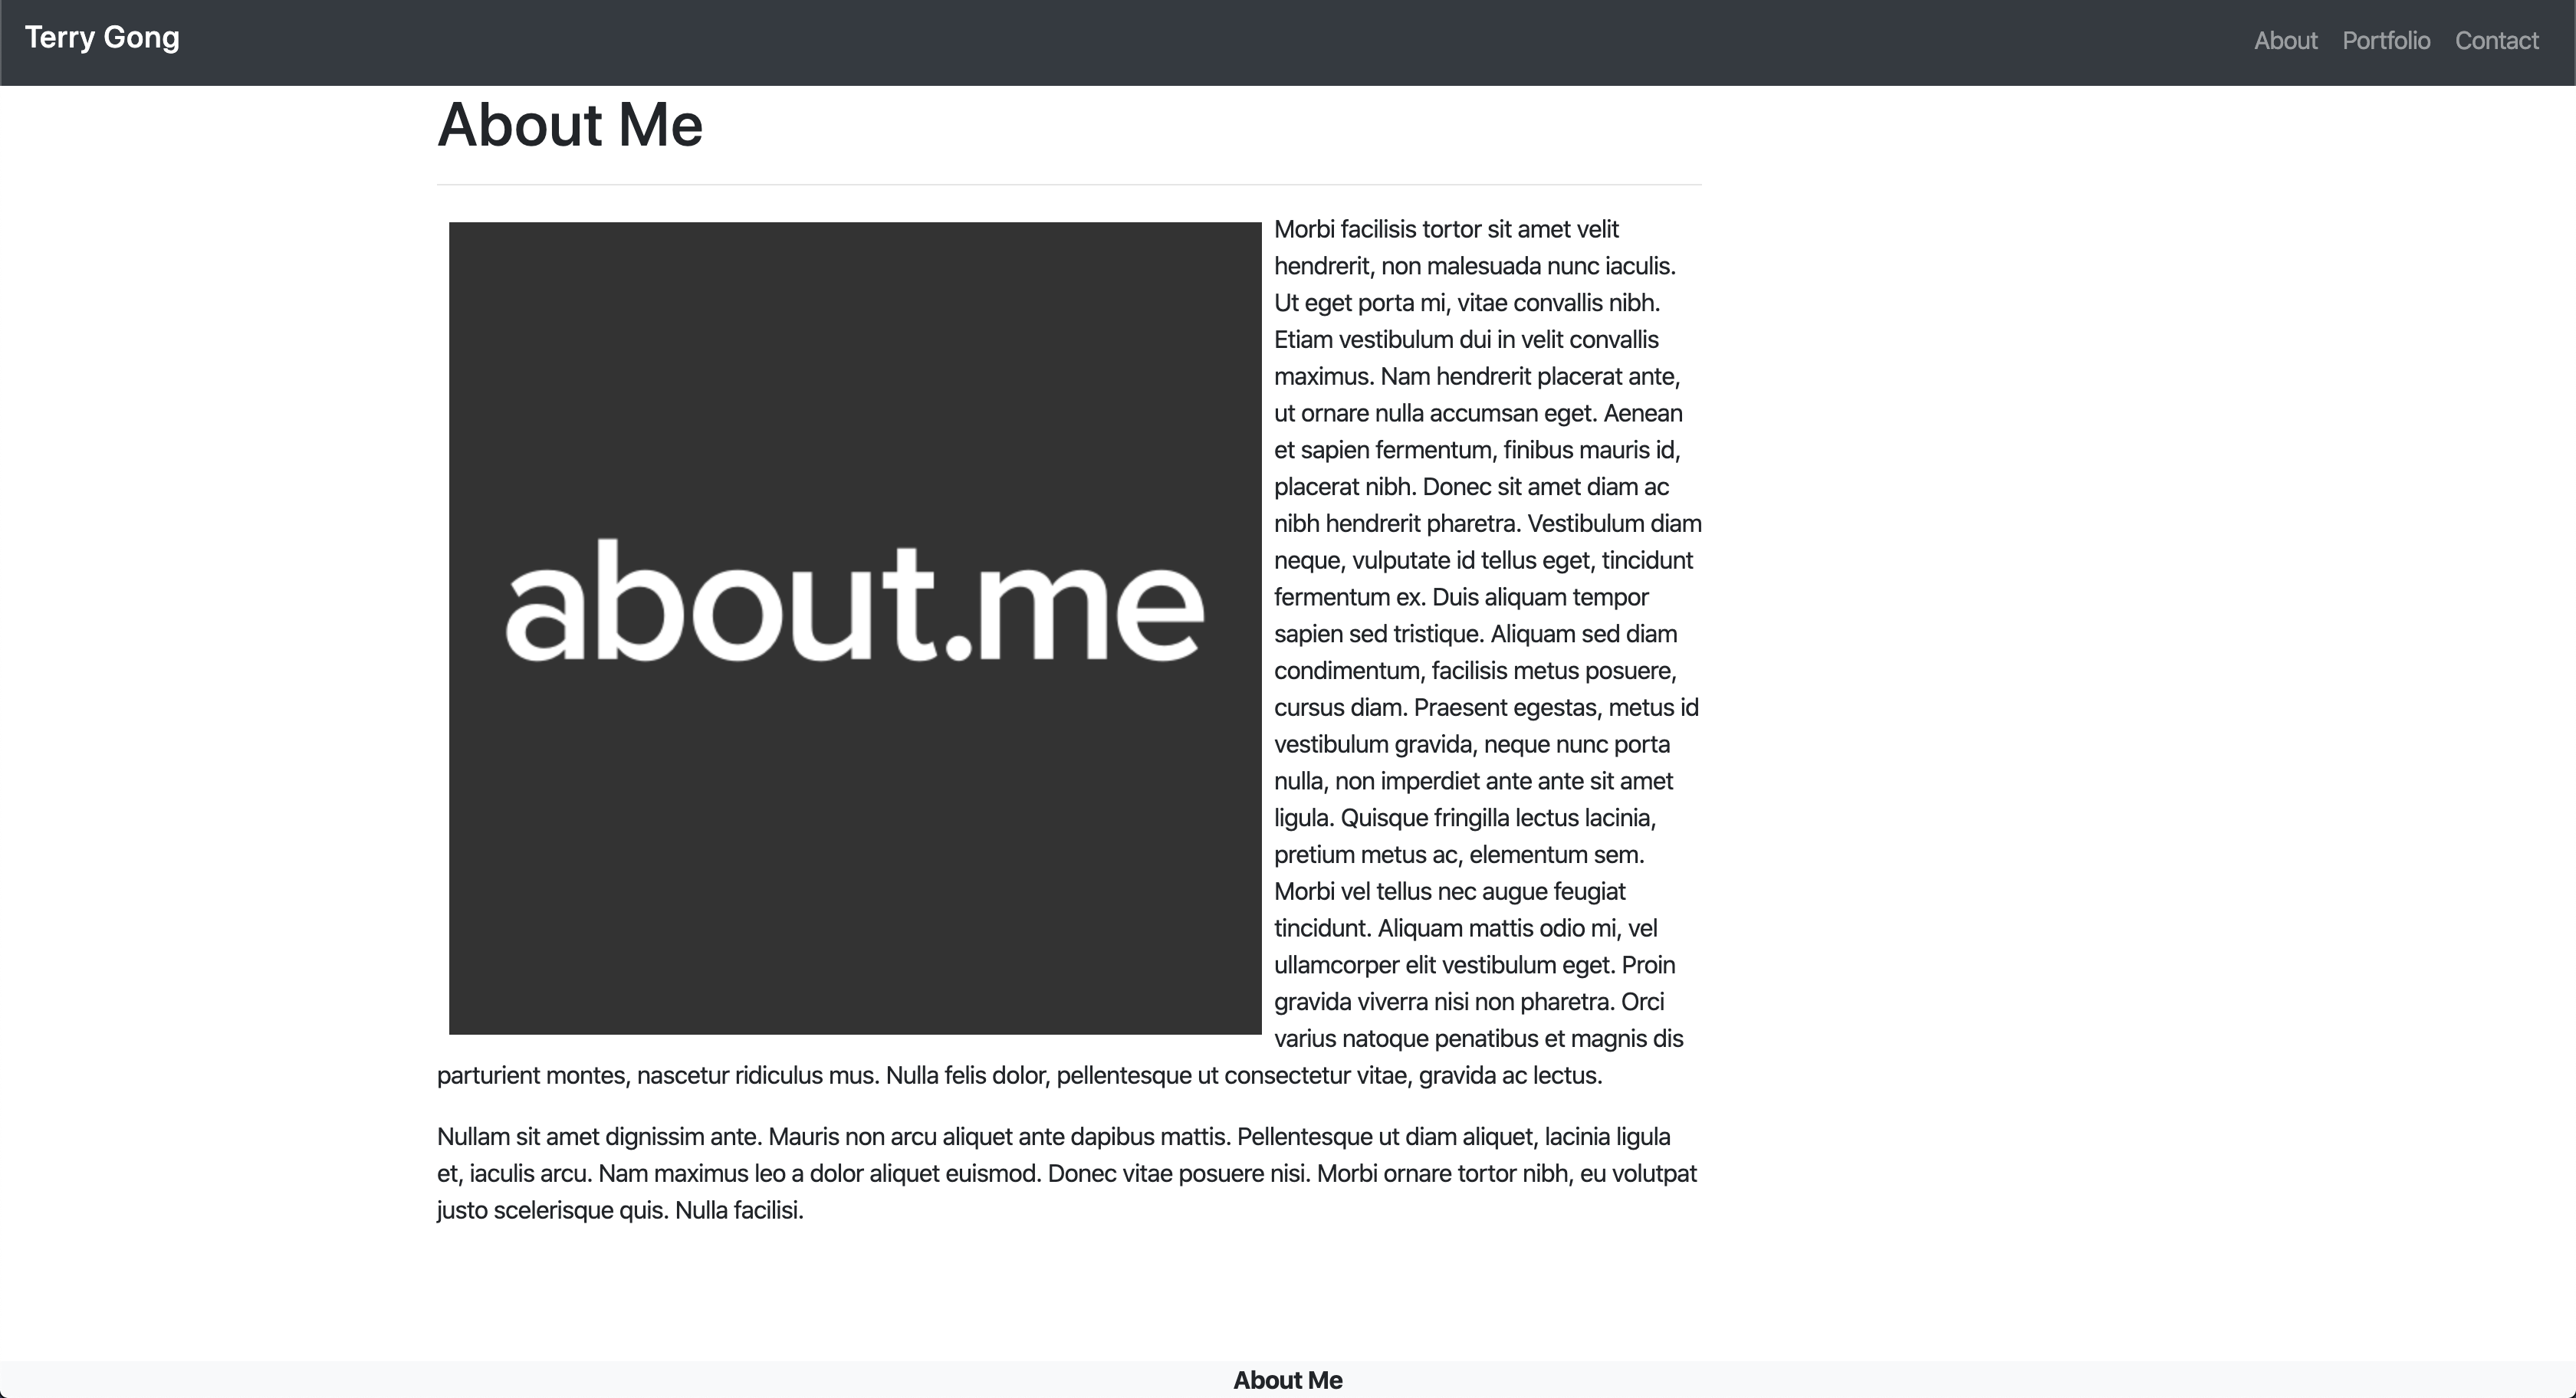 Terry Gong
About Portfolio Contact
About Me
about.me
Morbi facilisis tortor sit amet velit
hendrerit, non malesuada nunc iaculis.
Ut eget porta mi, vitae convallis nibh.
Etiam vestibulum dui in velit convallis
maximus. Nam hendrerit placerat ante,
ut ornare nulla accumsan eget. Aenean
et sapien fermentum, finibus mauris id,
placerat nibh. Donec sit amet diam ac
nibh hendrerit pharetra. Vestibulum diam
neque, vulputate id tellus eget, tincidunt
fermentum ex. Duis aliquam tempor
sapien sed tristique. Aliquam sed diam
condimentum, facilisis metus posuere,
cursus diam. Praesent egestas, metus id
vestibulum gravida, neque nunc porta
nulla, non imperdiet ante ante sit amet
ligula. Quisque fringilla lectus lacinia,
pretium metus ac, elementum sem.
Morbi vel tellus nec augue feugiat
tincidunt. Aliquam mattis odio mi, vel
ullamcorper elit vestibulum eget. Proin
gravida viverra nisi non pharetra. Orci
varius natoque penatibus et magnis dis
parturient montes, nascetur ridiculus mus. Nulla felis dolor, pellentesque ut consectetur vitae, gravida ac lectus.
Nullam sit amet dignissim ante. Mauris non arcu aliquet ante dapibus mattis. Pellentesque ut diam aliquet, lacinia ligula
et, iaculis arcu. Nam maximus leo a dolor aliquet euismod. Donec vitae posuere nisi. Morbi ornare tortor nibh, eu volutpat
justo scelerisque quis. Nulla facilisi.
About Me